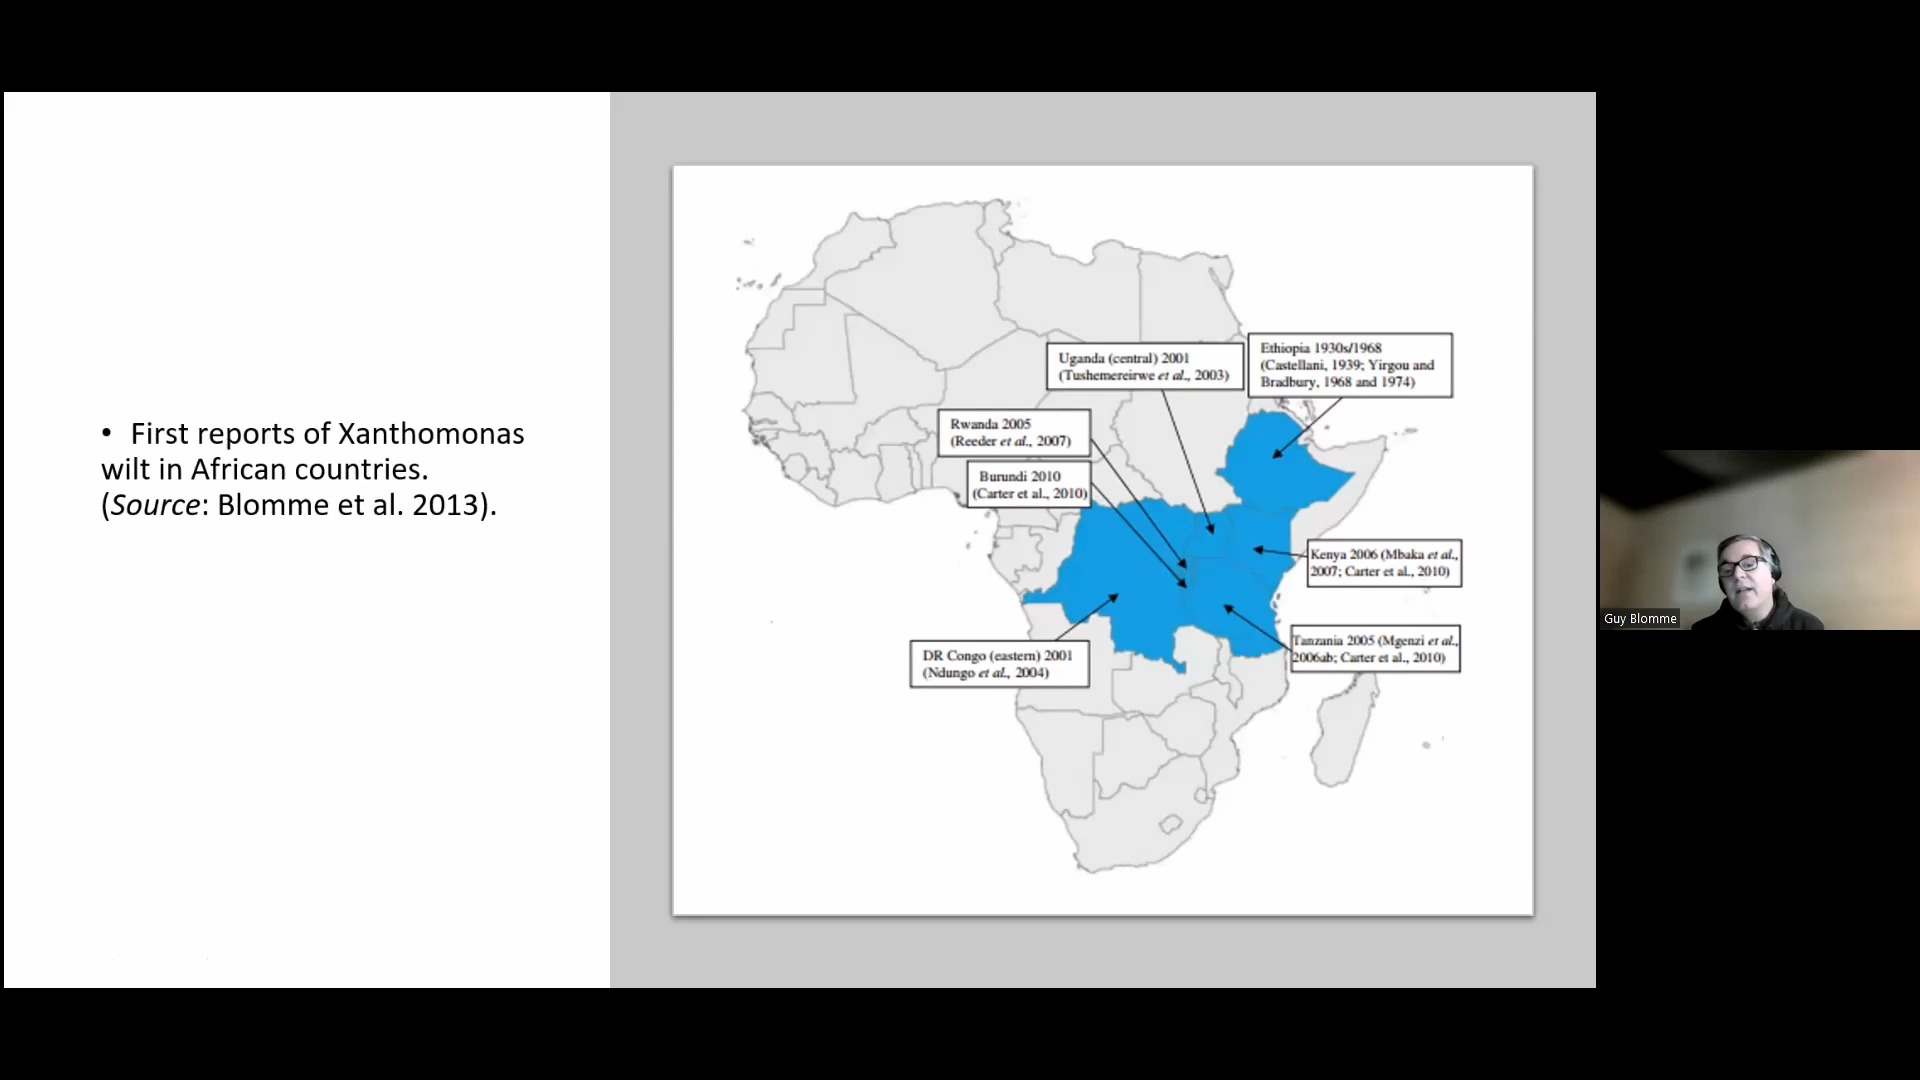 • First reports of Xanthomonas
wilt in African countries.
(Source: Blomme et al. 2013).
Uganda (central) 2001
(Tushemereirwe et al., 2003)
Ethiopia 1930s/1968
(Castellani, 1939; Yirgou and
Bradbury, 1968 and 1974)
Rwanda 2005
(Reeder et al., 2007)
Burundi 2010
(Carter et al., 2010)
Kenya 2006 (Mbaka et al.,
2007; Carter et al., 2010)
DR Congo (eastern) 2001
(Ndungo et al., 2004)
Tanzania 2005 (Mgenzi et al.,
2006ab; Carter et al., 2010)
Guy Blomme